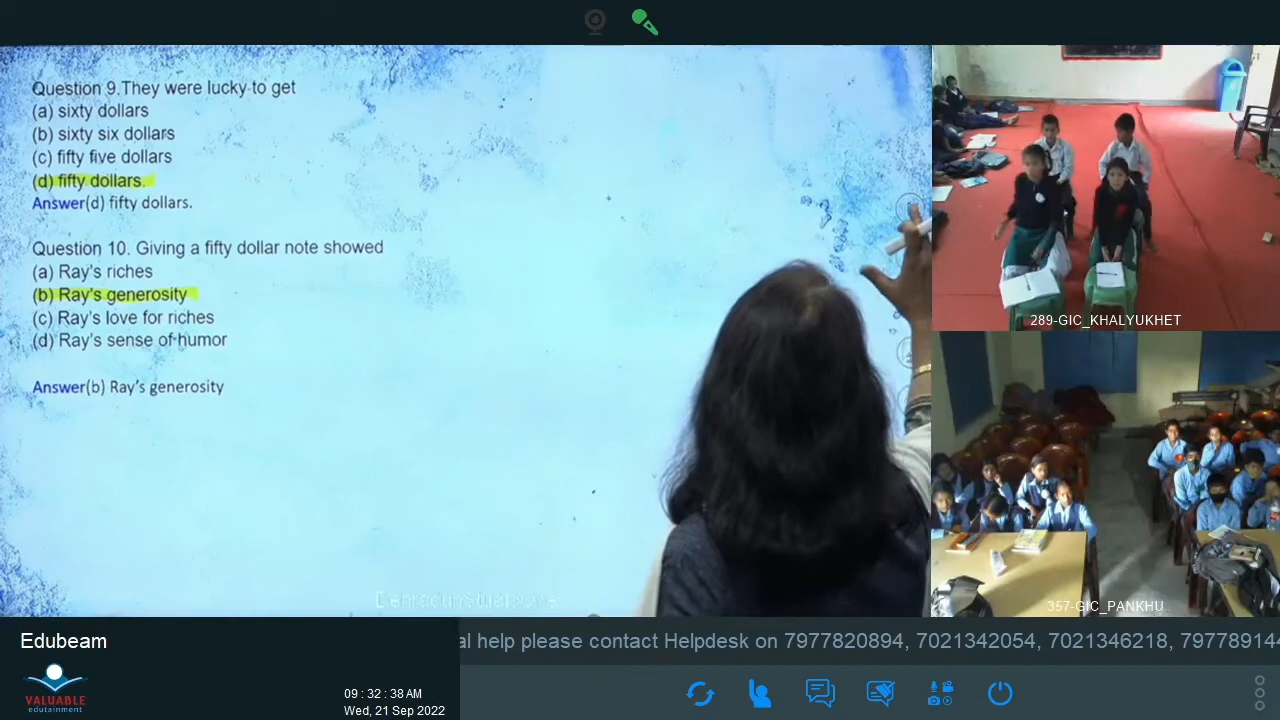 Question 9.They were lucky to get
(a) sixty dollars
(b) sixty six dollars
(c) fifty five dollars
(d) fifty dollars.
Answer(d) fifty dollars.
Question 10. Giving a fifty dollar note showed
(a) Ray's riches
(b) Ray's generosity
(c) Ray's love for riches
(d) Ray's sense of humor
Answer(b) Ray's generosity
289-GIC_KHALYUKHET
357-GIC_PANKHU
Edubeam
al help please contact Helpdesk on 7977820894, 7021342054, 7021346218, 797789144
VALUABLE
edutainment
09 : 32 : 38 AM
Wed, 21 Sep 2022